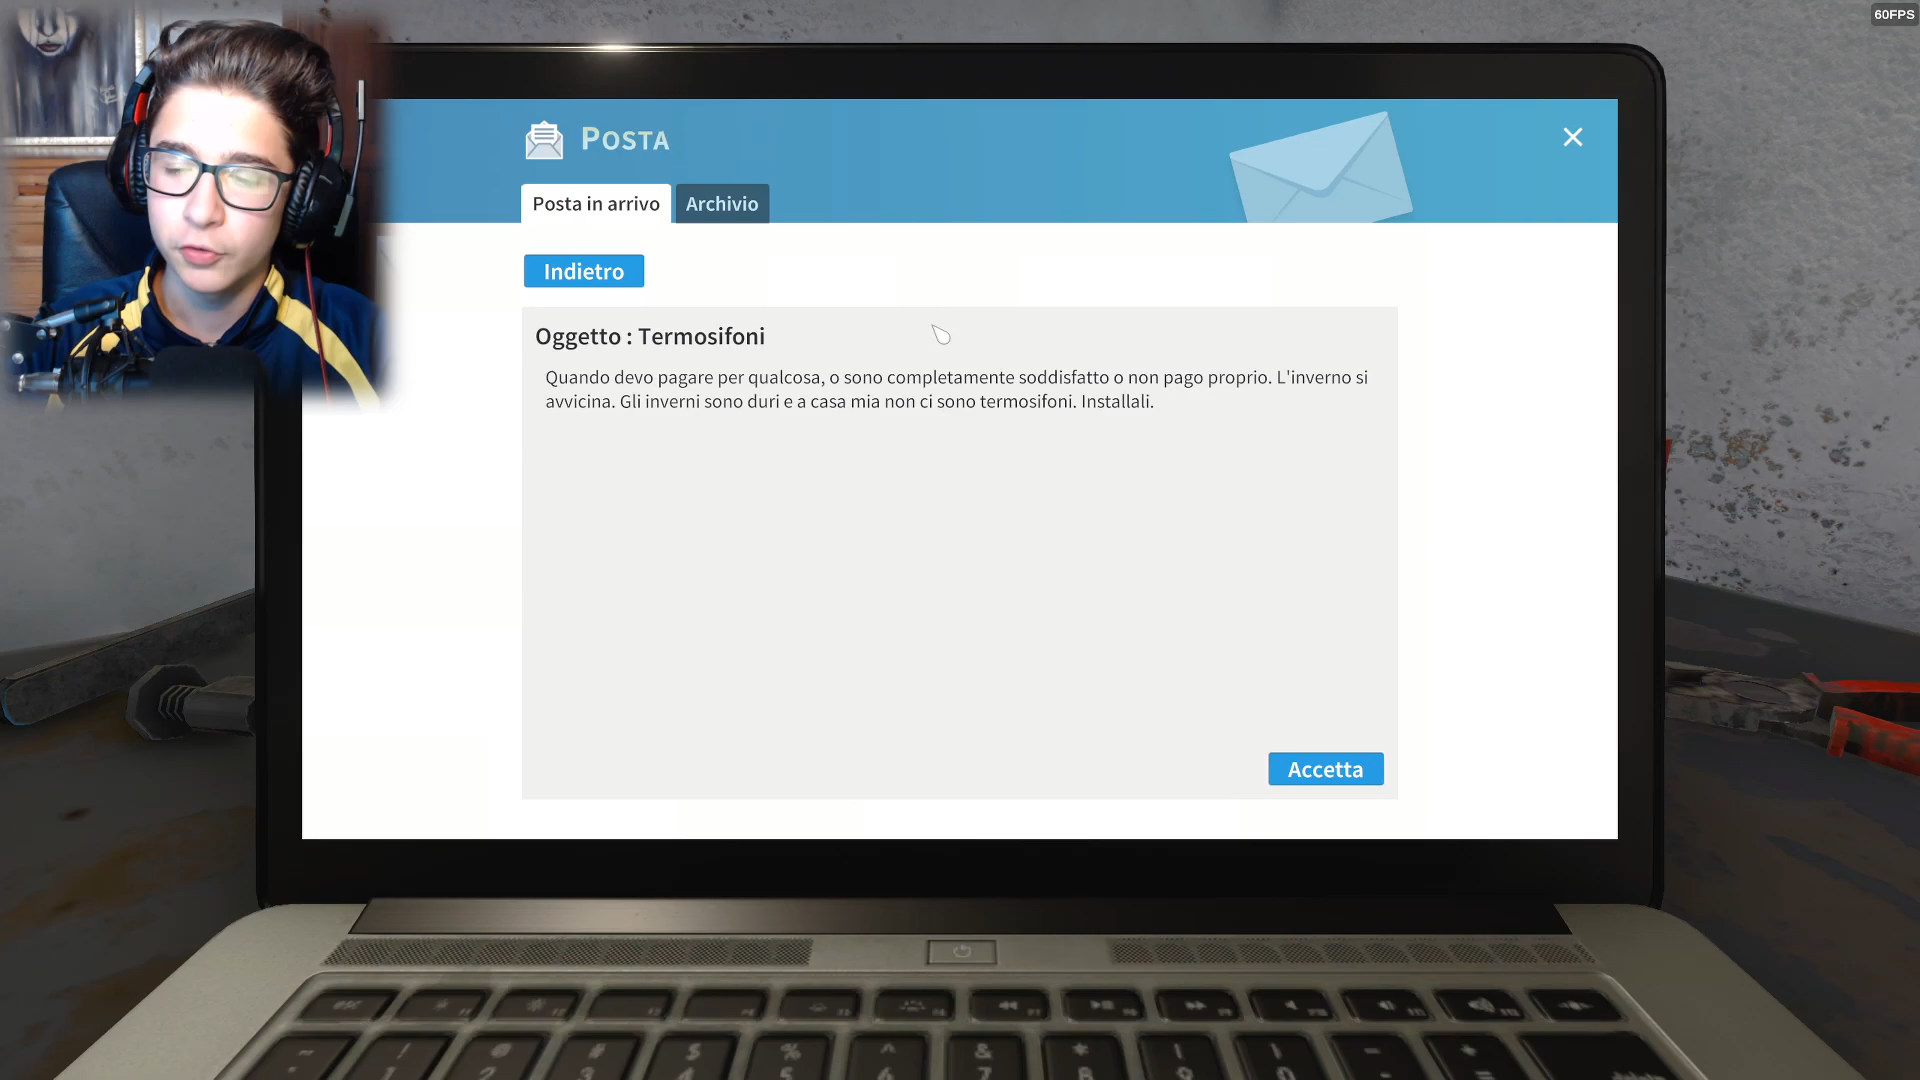 60FPS
Posta
Posta in arrivo
Archivio
Indietro
Oggetto : Termosifoni
Quando devo pagare per qualcosa, o sono completamente soddisfatto o non pago proprio. L'inverno si
avvicina. Gli inverni sono duri e a casa mia non ci sono termosifoni. Installali.
Accetta